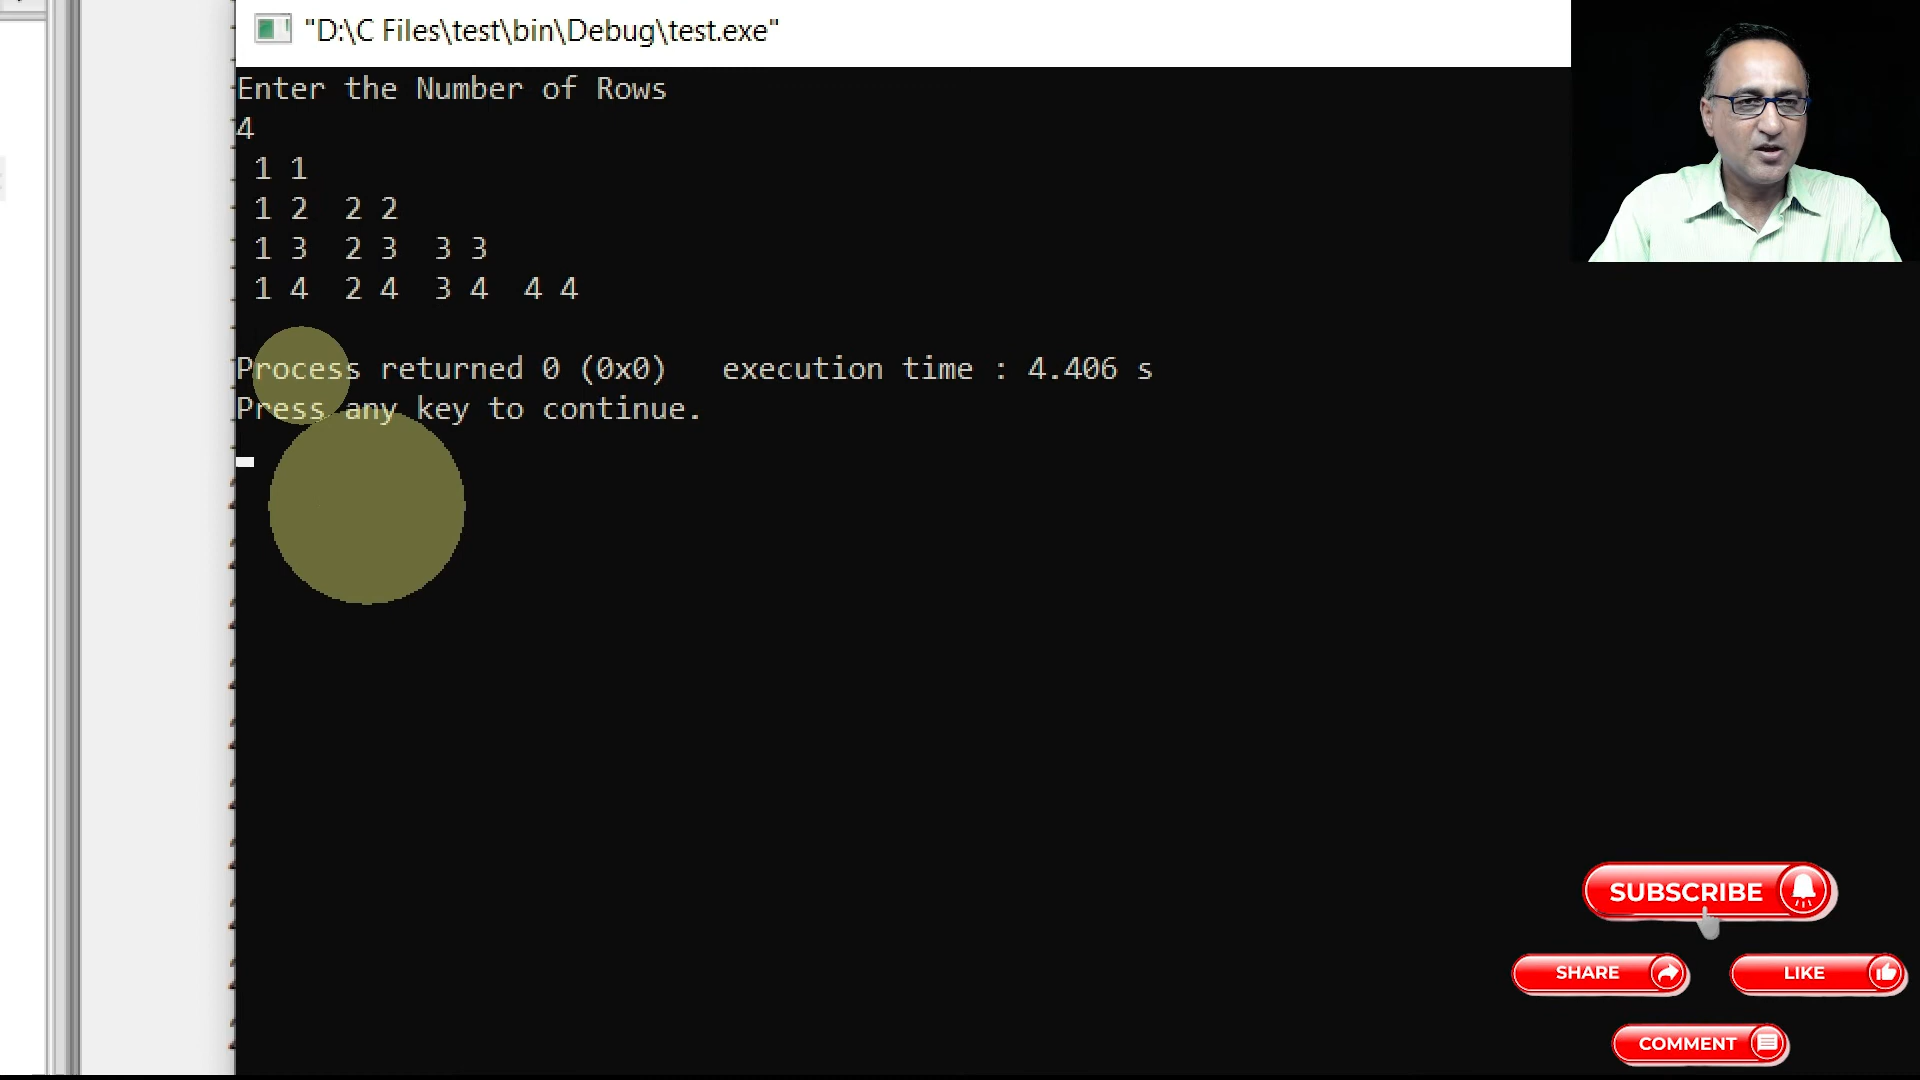 "D:\C Files\test\bin\Debug\test.exe"
Enter the Number of Rows
4
1 1
1 2  2 2
1 3  2 3  3 3
1 4  2 4  3 4  4 4
Process returned 0 (0x0)   execution time : 4.406 s
Press any key to continue.
SUBSCRIBE
SHARE
LIKE
COMMENT